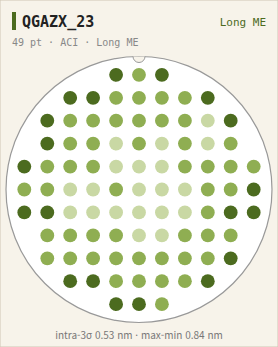 QGAZX_23
Long ME
49 pt · ACI · Long ME
intra-3σ 0.53 nm · max-min 0.84 nm